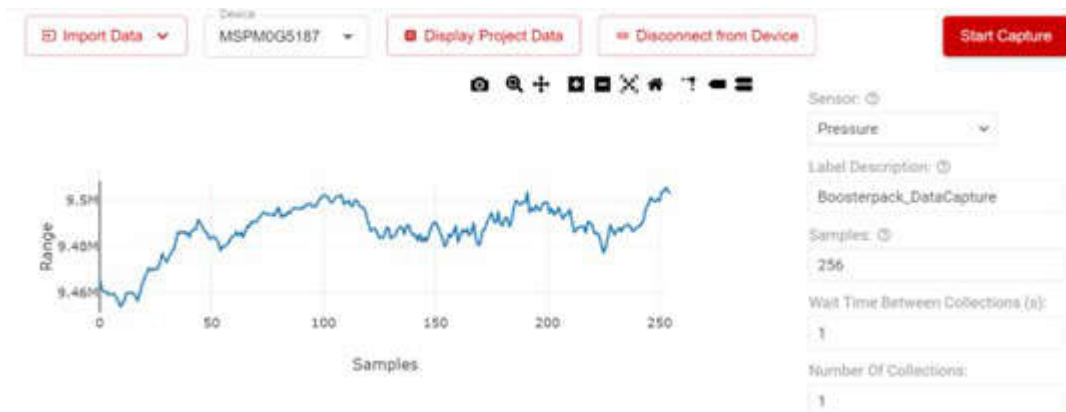 Import Data
Device
MSPM0G5187
Display Project Data
Disconnect from Device
Start Capture
Sensor:
Pressure
Label Description:
Boosterpack_DataCapture
Samples:
256
Wait Time Between Collections (s):
1
Number Of Collections:
1
Range
9.5M
9.48M
9.46M
0 50 100 150 200 250
Samples